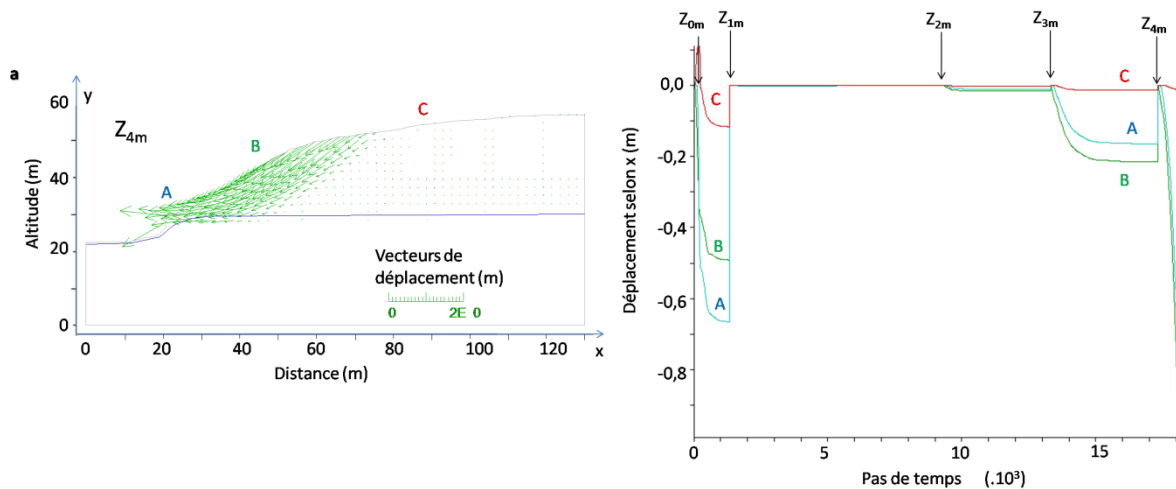 a
y
60
Z4m
C
B
40
A
20
0
Altitude (m)
Vecteurs de
déplacement (m)
0 2E 0
0 20 40 60 80 100 120 x
Distance (m)
Z0m Z1m Z2m Z3m Z4m
0,0
-0,2
-0,4
-0,6
-0,8
Déplacement selon x (m)
C
C
A
B
B
A
0 5 10 15
Pas de temps (.10³)